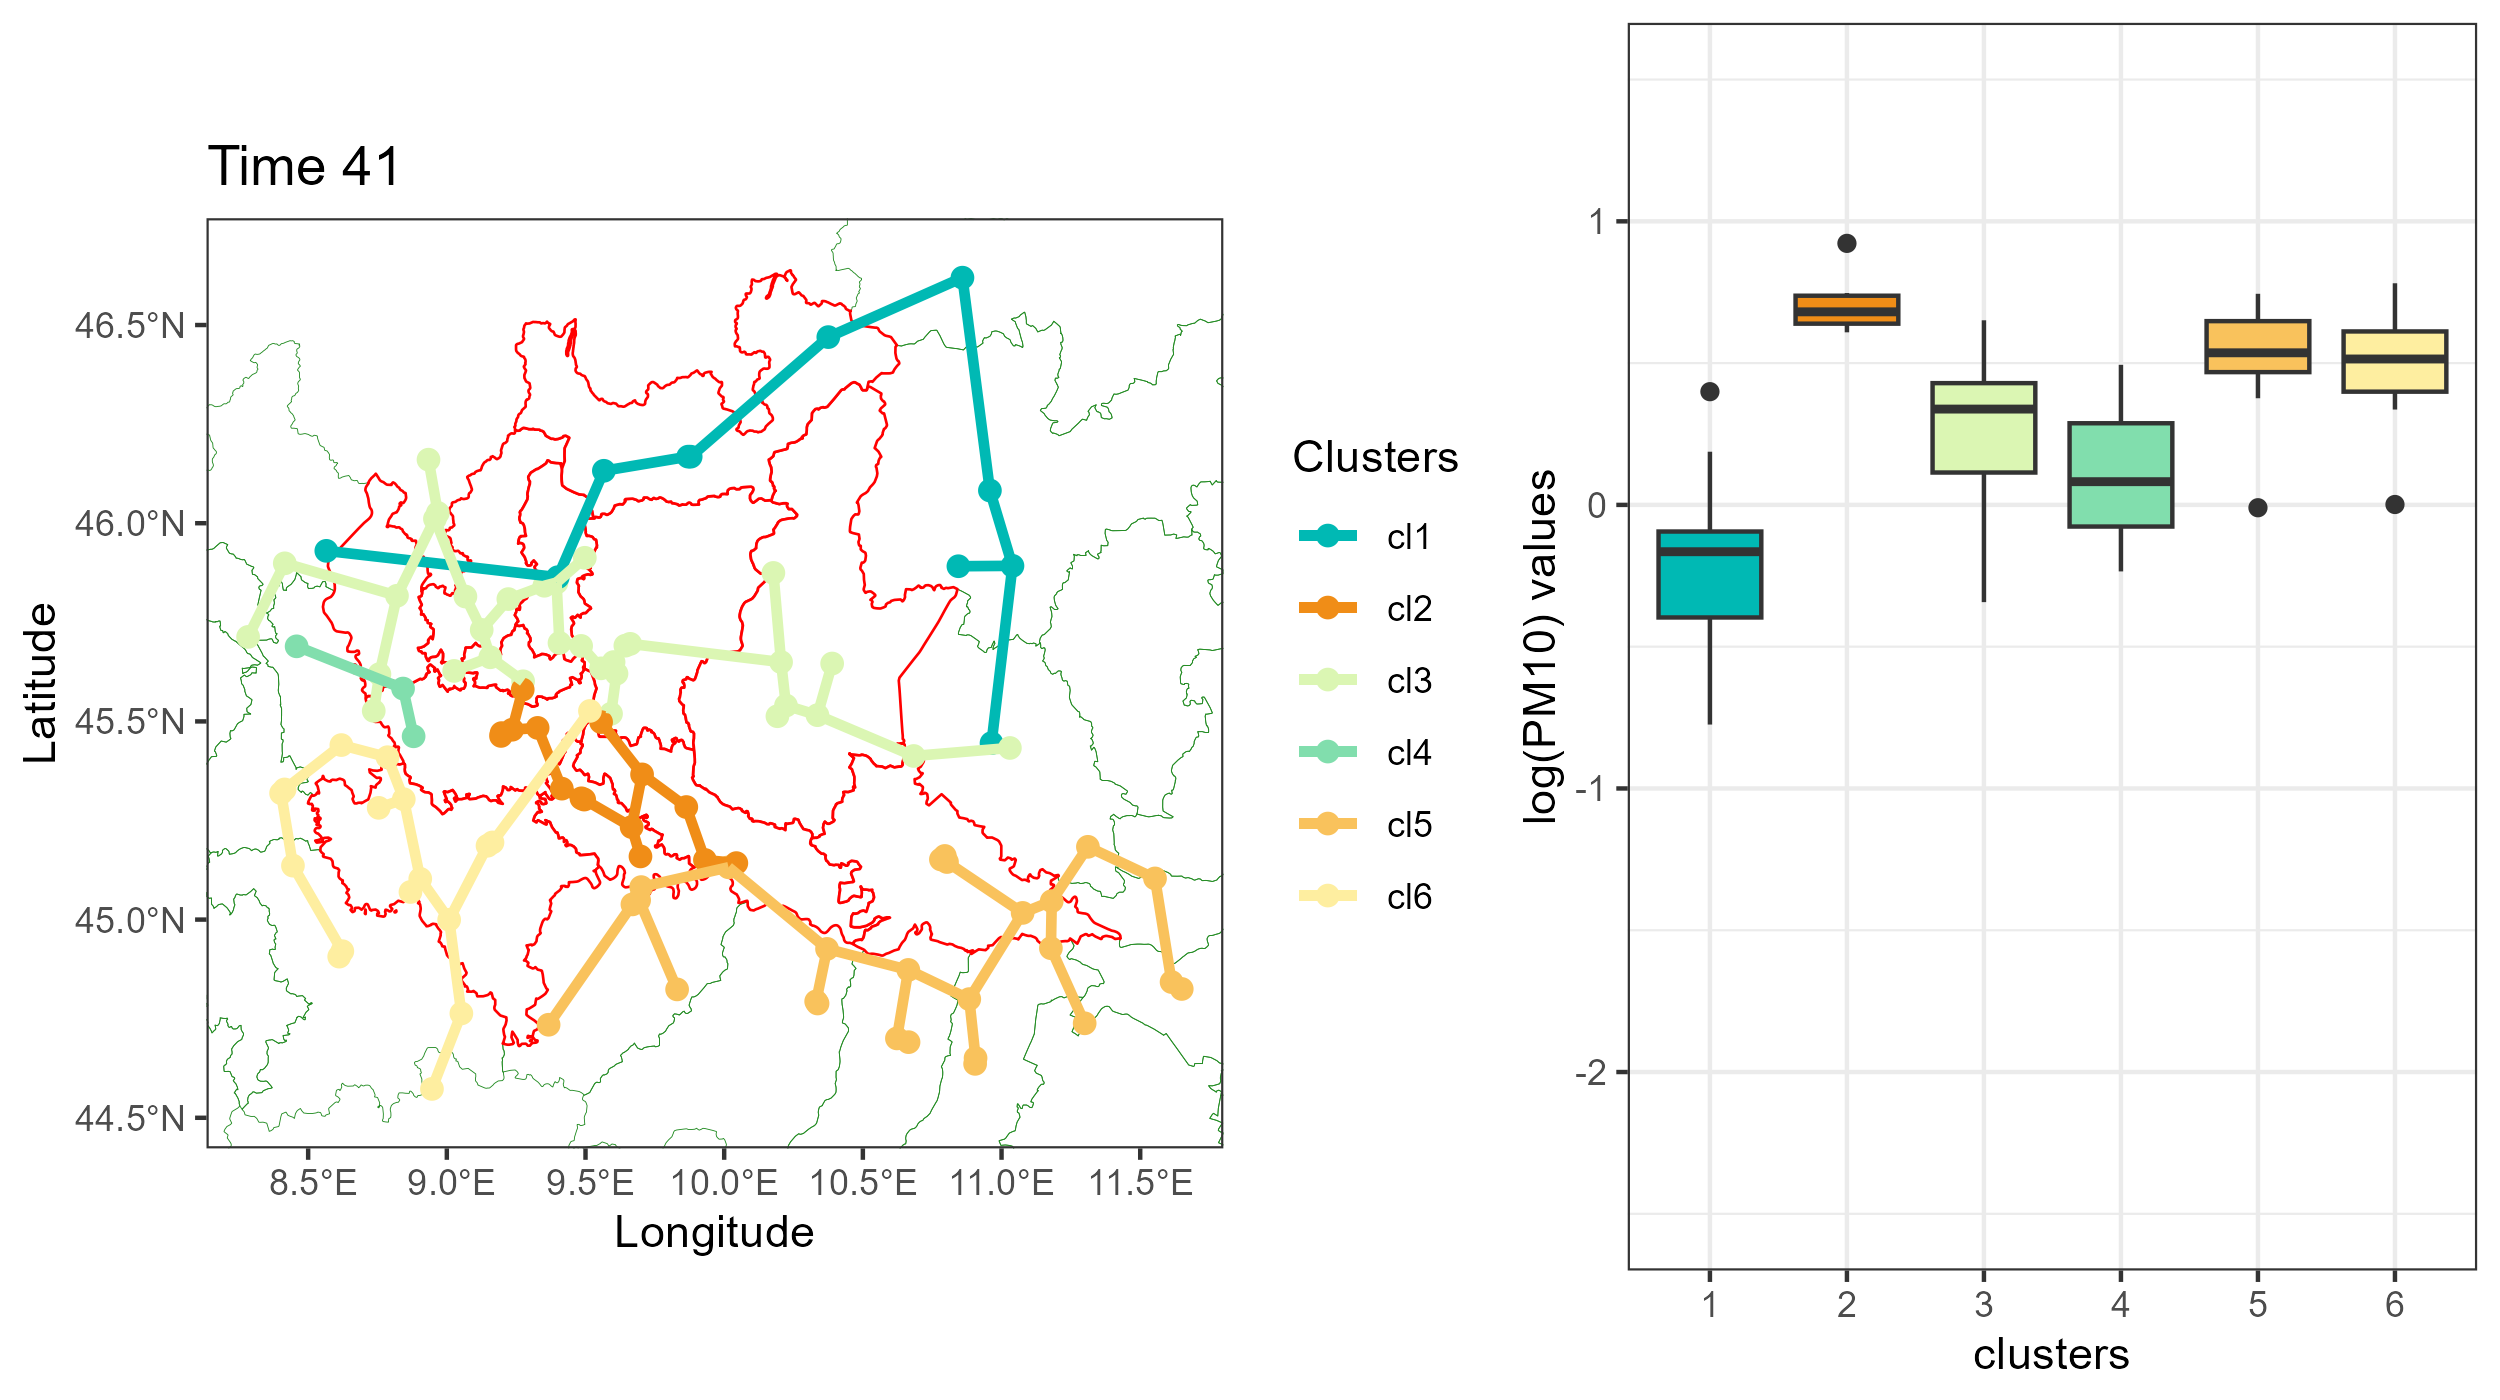 Time 41
Latitude
46.5°N
46.0°N
45.5°N
45.0°N
44.5°N
8.5°E 9.0°E 9.5°E 10.0°E 10.5°E 11.0°E 11.5°E
Longitude
Clusters
cl1
cl2
cl3
cl4
cl5
cl6
log(PM10) values
1
0
-1
-2
1 2 3 4 5 6
clusters